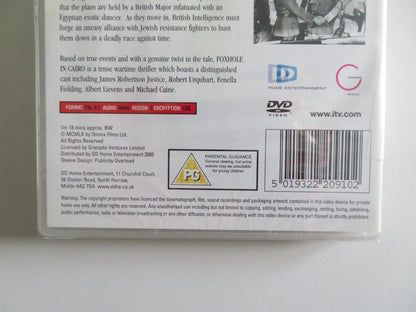 that the plans are held by a British Major infatuated with an
Egyptian exotic dancer. As they move in, British Intelligence must
forge an uneasy alliance with Jewish resistance fighters to hunt
them down in a deadly race against time.
Based on true events and with a genuine twist in the tale, FOXHOLE
IN CAIRO is a tense wartime thriller which boasts a distinguished
cast including James Robertson Justice, Robert Urquhart, Fenella
Fielding, Albert Lievens and Michael Caine.
DD
HOME ENTERTAINMENT
G
FORMAT: PAL 4:3 AUDIO: REGION: ENCRYPTION: CSS
DVD
VIDEO
www.itv.com
1hr 18 mins approx. BW
© MCMLX by Omnia Films Ltd.
All Rights Reserved.
Licensed by Granada Ventures Limited
Distributed by DD Home Entertainment 2005
Sleeve Design: Publicity Overload
DD Home Entertainment, 11 Churchill Court,
58 Station Road, North Harrow,
Middx HA2 7SA. www.ddhe.co.uk
PG
PARENTAL GUIDANCE
General viewing, but some
scenes may be unsuitable
for young children
5 019322 209102
Warning: The copyright proprietors have licensed the cinematograph film, sound recordings and packaging artwork contained in this video device for private
home use only. All other rights are reserved. Any unauthorised use including but not limited to copying, editing, lending, exchanging, renting, hiring, exhibiting,
public performance, radio or television broadcasting or any other diffusion, or otherwise dealing with this video device or any part thereof is strictly prohibited.